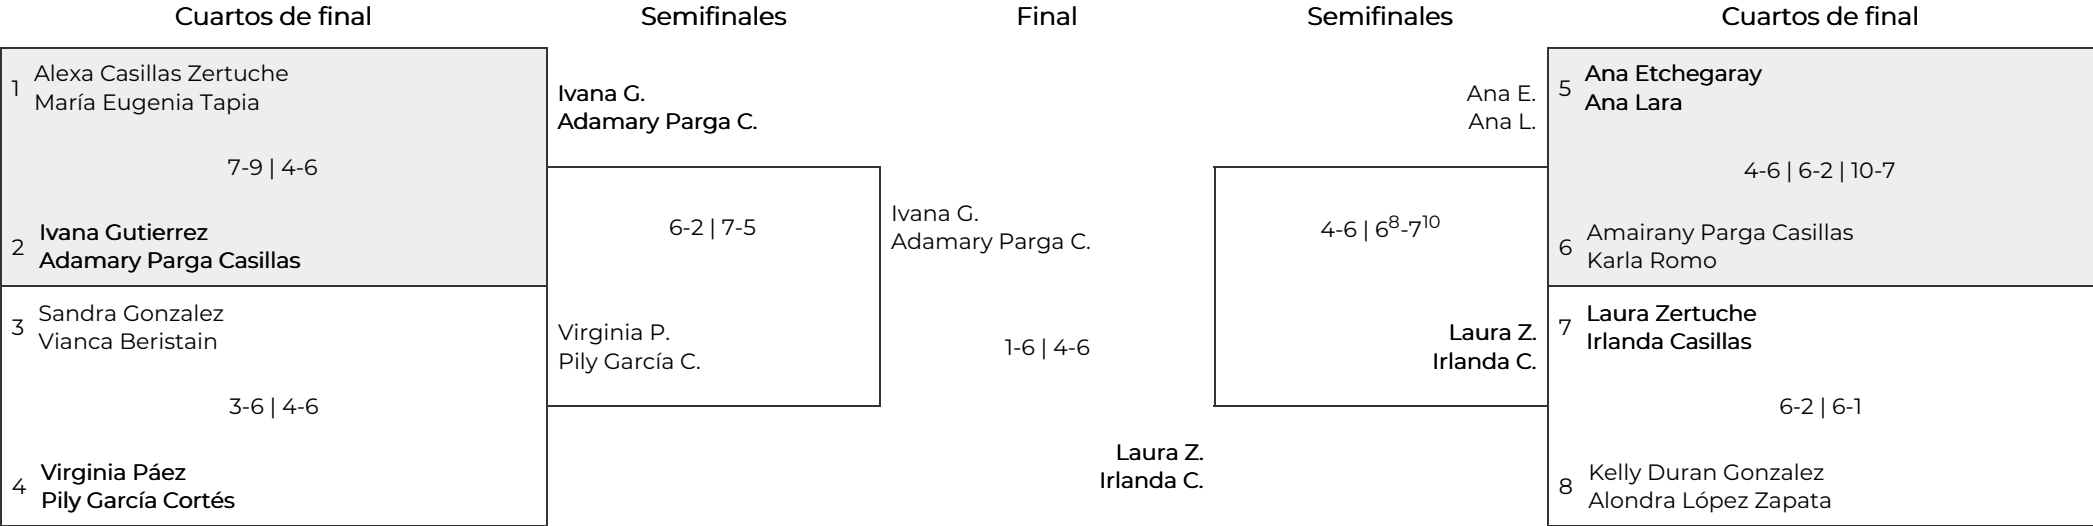 Cuartos de final
Semifinales
Final
Semifinales
Cuartos de final
1
Alexa Casillas Zertuche
María Eugenia Tapia
7-9 | 4-6
2
Ivana Gutierrez
Adamary Parga Casillas
3
Sandra Gonzalez
Vianca Beristain
3-6 | 4-6
4
Virginia Páez
Pily García Cortés
Ivana G.
Adamary Parga C.
6-2 | 7-5
Virginia P.
Pily García C.
Ivana G.
Adamary Parga C.
1-6 | 4-6
Laura Z.
Irlanda C.
Ana E.
Ana L.
4-6 | 6⁸-7¹⁰
Laura Z.
Irlanda C.
5
Ana Etchegaray
Ana Lara
4-6 | 6-2 | 10-7
6
Amairany Parga Casillas
Karla Romo
7
Laura Zertuche
Irlanda Casillas
6-2 | 6-1
8
Kelly Duran Gonzalez
Alondra López Zapata